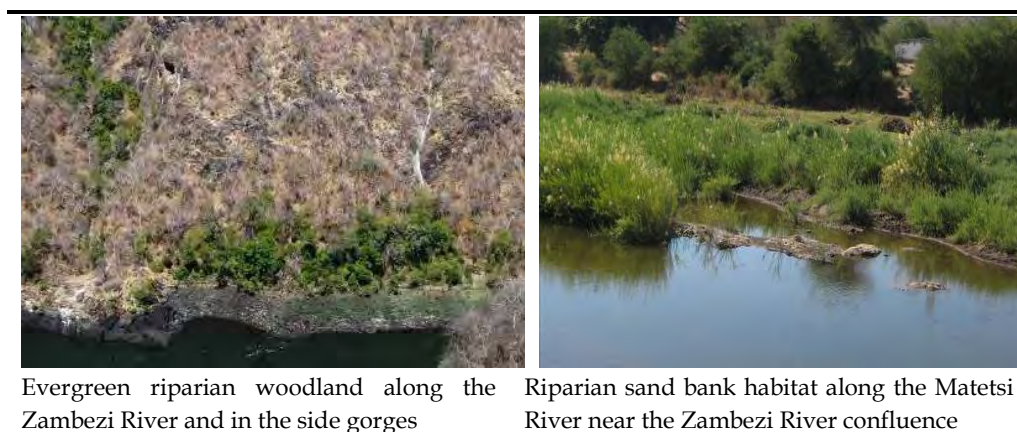 Evergreen riparian woodland along the
Zambezi River and in the side gorges
Riparian sand bank habitat along the Matetsi
River near the Zambezi River confluence